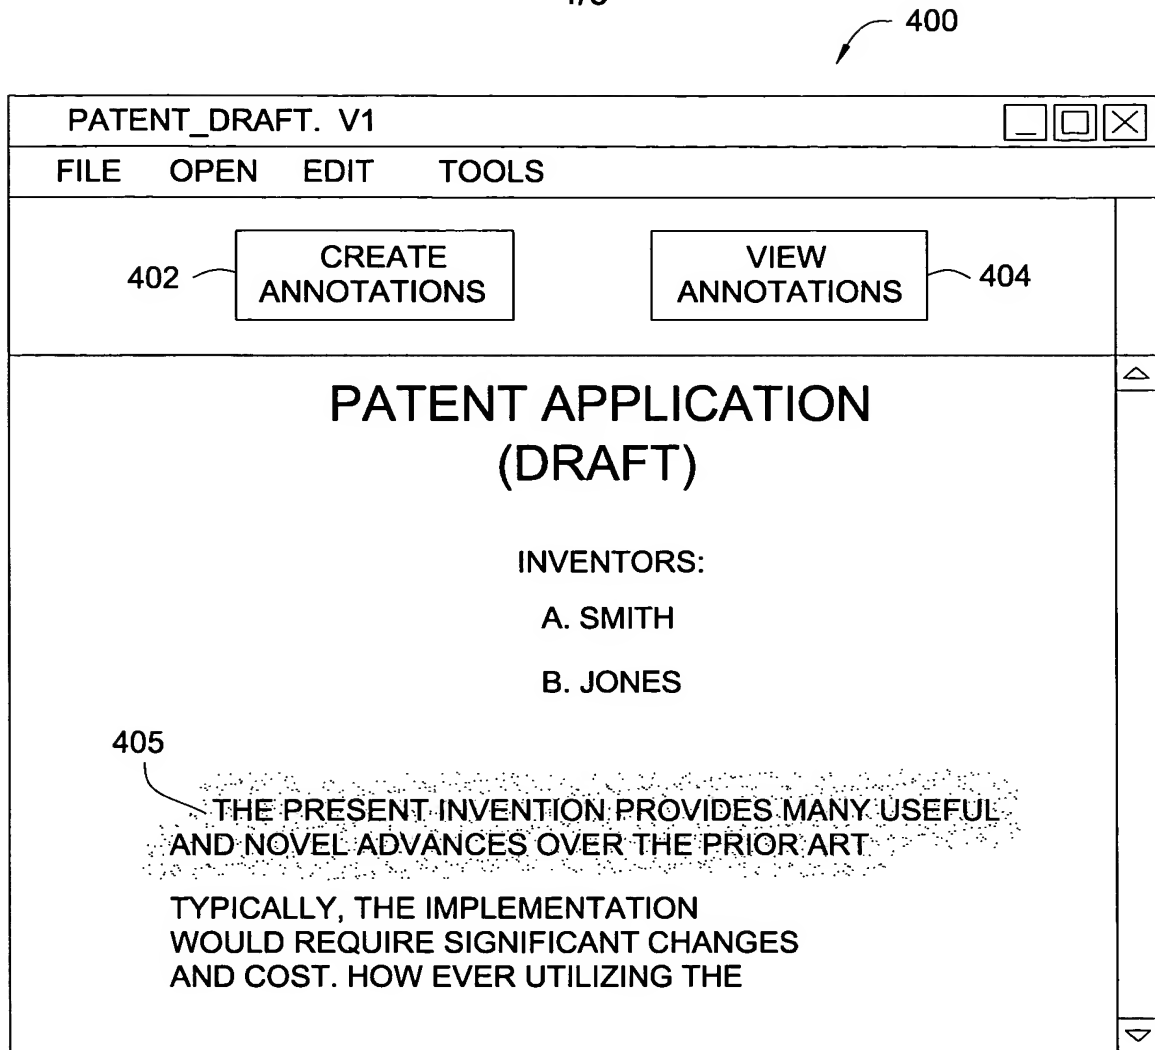 400
PATENT_DRAFT. V1
FILE OPEN EDIT TOOLS
402
CREATE
ANNOTATIONS
VIEW
ANNOTATIONS
404
PATENT APPLICATION
(DRAFT)
INVENTORS:
A. SMITH
B. JONES
405
THE PRESENT INVENTION PROVIDES MANY USEFUL
AND NOVEL ADVANCES OVER THE PRIOR ART
TYPICALLY, THE IMPLEMENTATION
WOULD REQUIRE SIGNIFICANT CHANGES
AND COST. HOW EVER UTILIZING THE